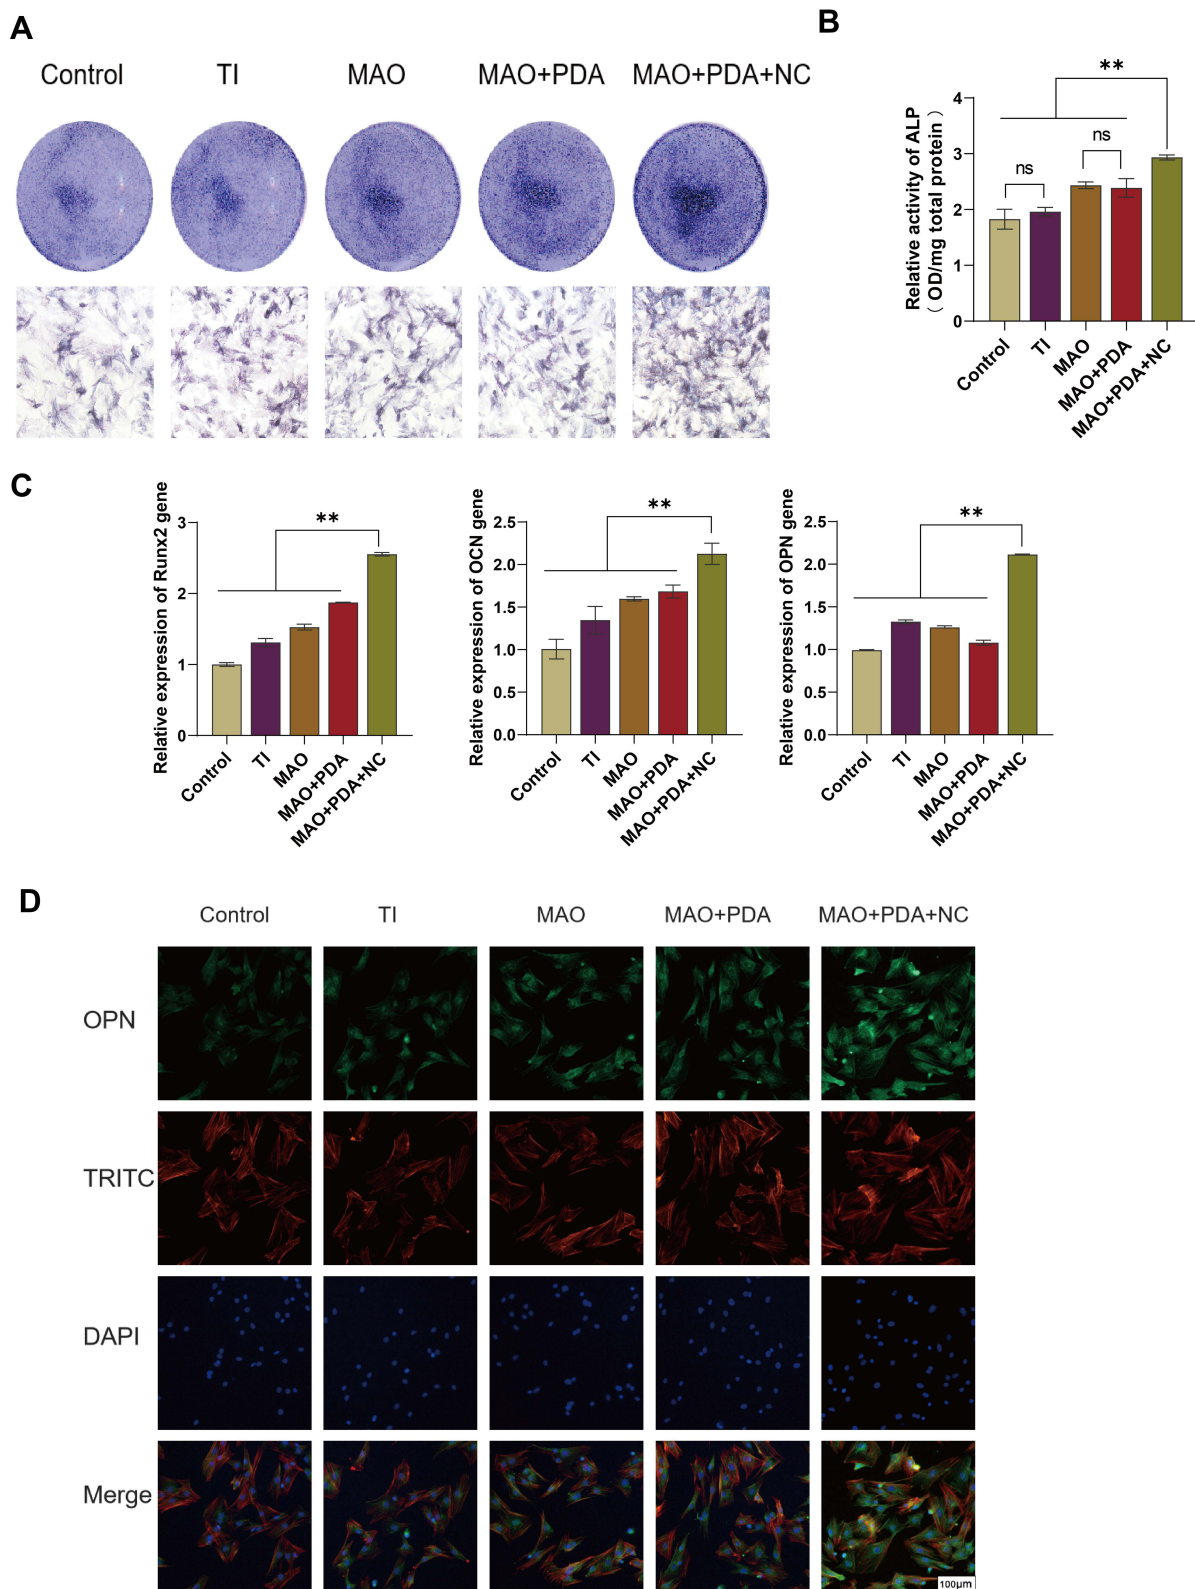 A
Control TI MAO MAO+PDA MAO+PDA+NC
B
Relative activity of ALP
( OD/mg total protein )
4
3
2
1
0
ns
ns
**
Control
TI
MAO
MAO+PDA
MAO+PDA+NC
C
Relative expression of Runx2 gene
3
2
1
0
**
Control
TI
MAO
MAO+PDA
MAO+PDA+NC
Relative expression of OCN gene
2.5
2.0
1.5
1.0
0.5
0.0
**
Control
TI
MAO
MAO+PDA
MAO+PDA+NC
Relative expression of OPN gene
2.5
2.0
1.5
1.0
0.5
0.0
**
Control
TI
MAO
MAO+PDA
MAO+PDA+NC
D
Control TI MAO MAO+PDA MAO+PDA+NC
OPN
TRITC
DAPI
Merge
100μm